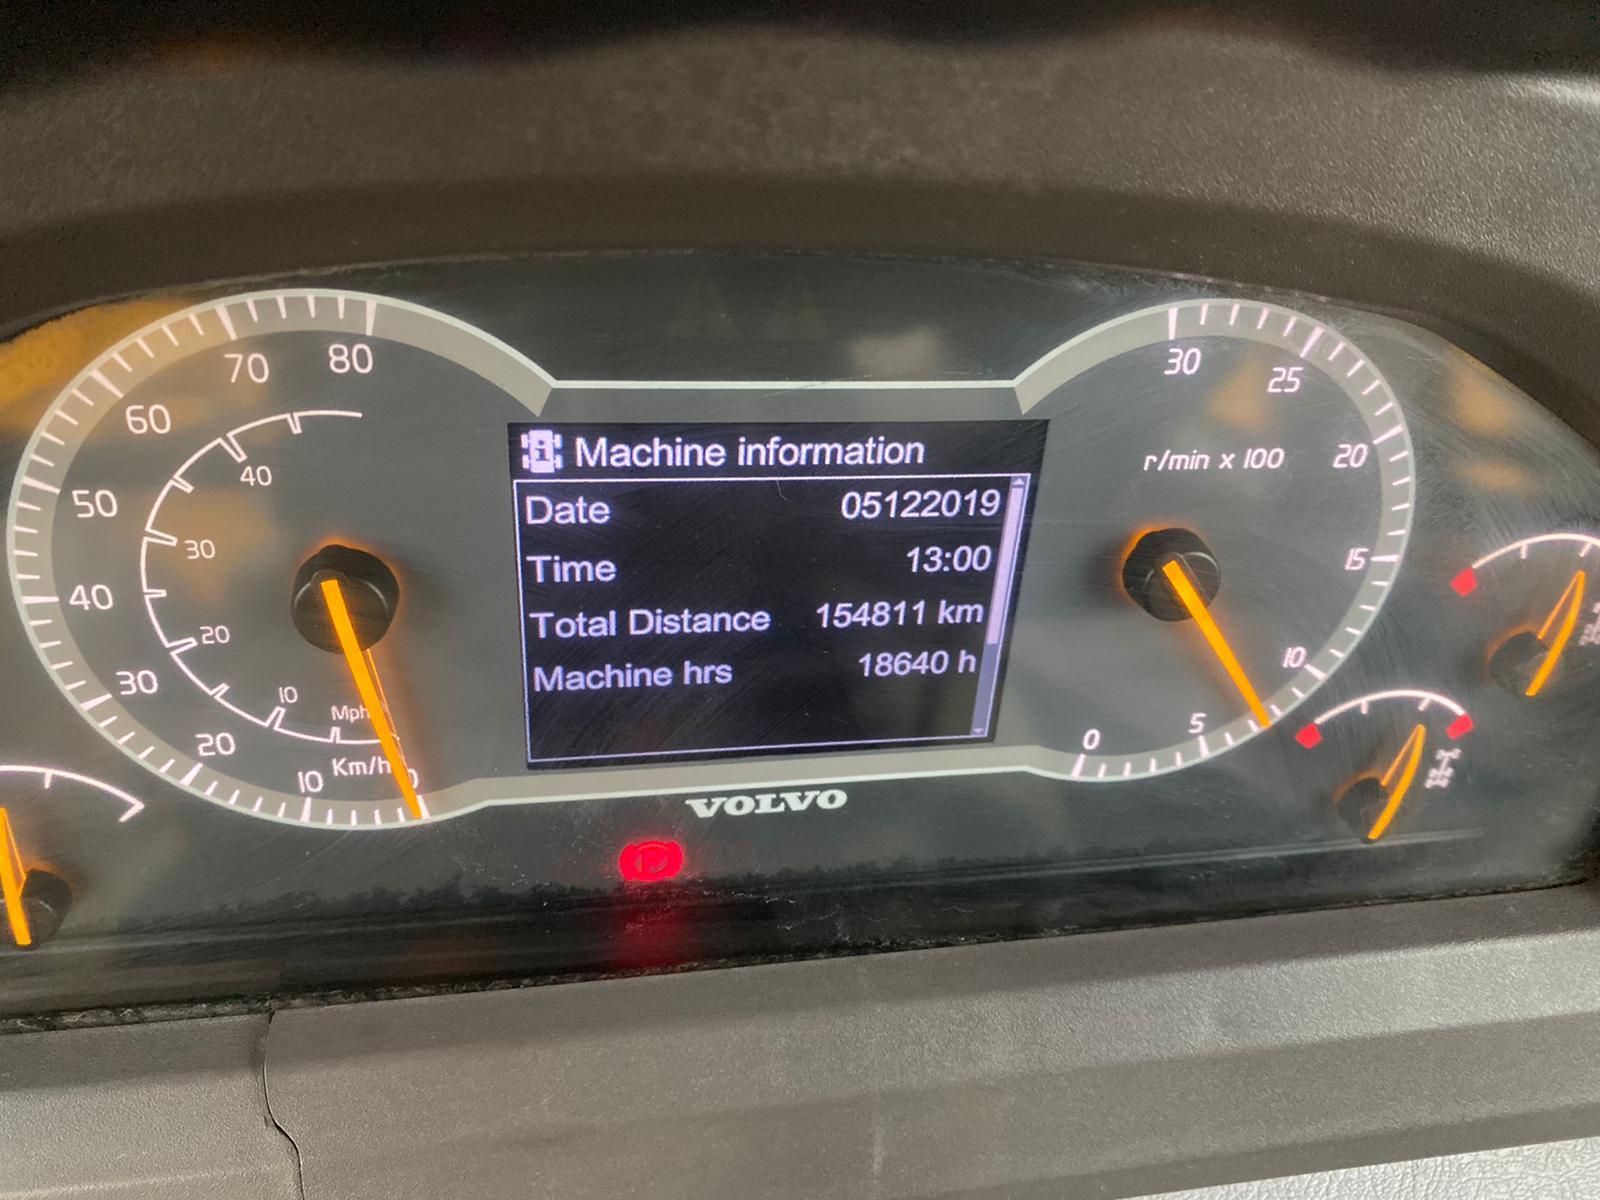 Machine information
Date 05122019
Time 13:00
Total Distance 154811 km
Machine hrs 18640 h
80
70
60
50
40
30
20
10
40
30
20
10
Mph
Km/h
30
25
20
15
10
5
0
r/min x 100
VOLVO
P